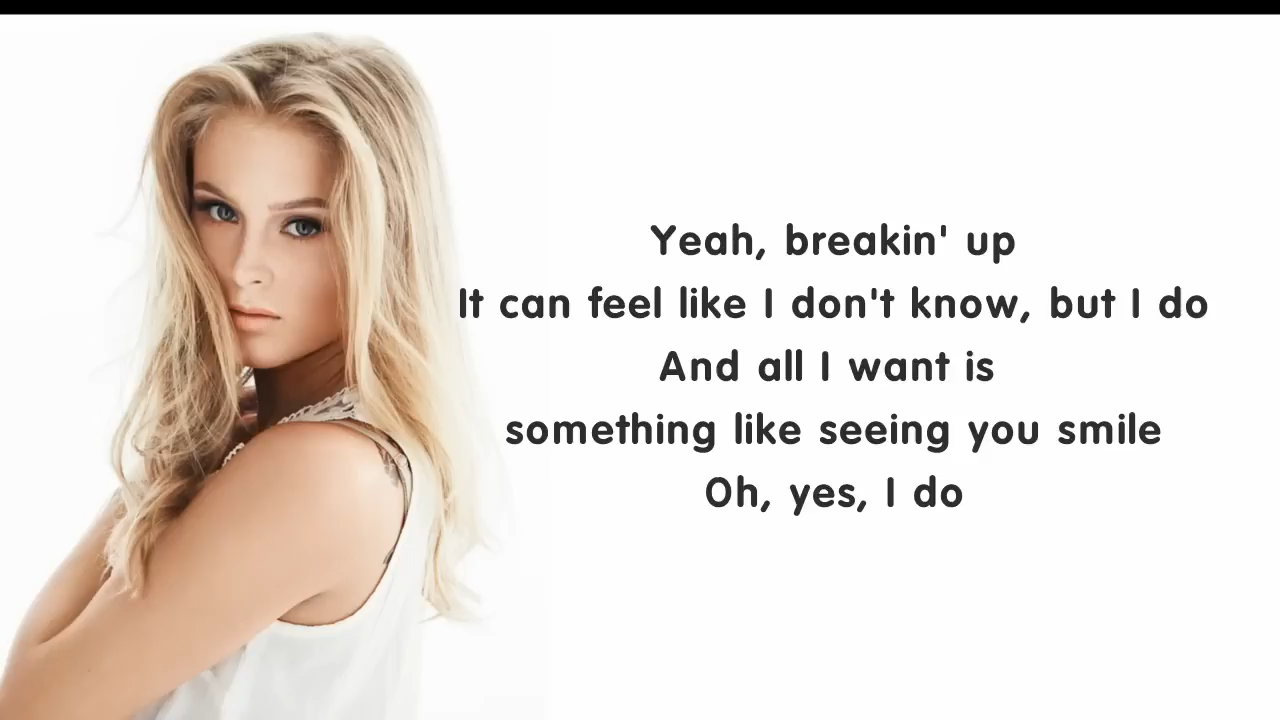 Yeah, breakin' up
It can feel like I don't know, but I do
And all I want is
something like seeing you smile
Oh, yes, I do